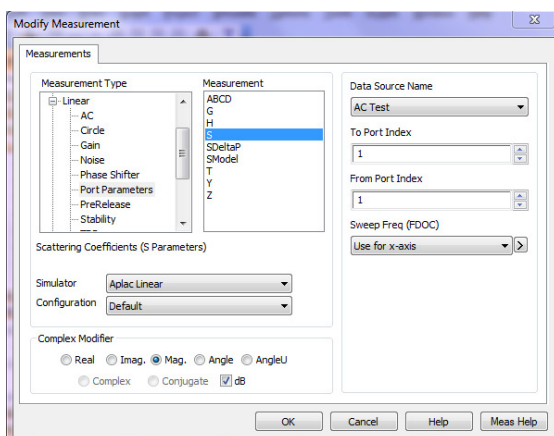 Modify Measurement
Measurements
Measurement Type
Linear
AC
Circle
Gain
Noise
Phase Shifter
Port Parameters
PreRelease
Stability
Measurement
ABCD
G
H
S
SDeltaP
SModel
T
Y
Z
Scattering Coefficients (S Parameters)
Simulator Aplac Linear
Configuration Default
Complex Modifier
Real Imag. Mag. Angle AngleU
Complex Conjugate dB
Data Source Name
AC Test
To Port Index
1
From Port Index
1
Sweep Freq (FDOC)
Use for x-axis >
OK Cancel Help Meas Help